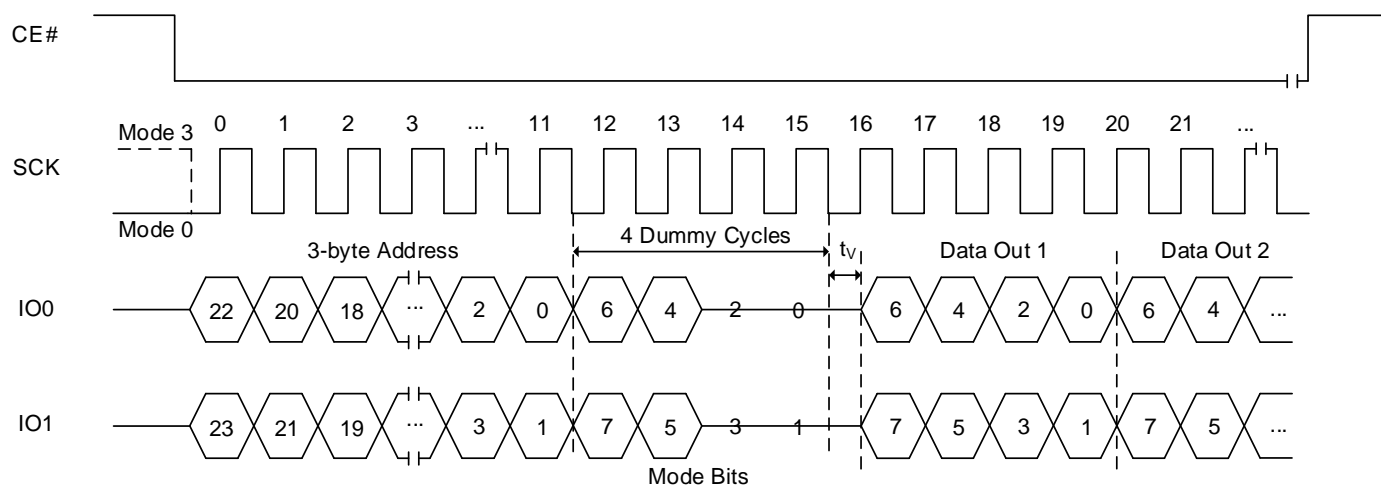 CE#
0 1 2 3 ... 11 12 13 14 15 16 17 18 19 20 21 ...
Mode 3
SCK
Mode 0
3-byte Address 4 Dummy Cycles tV Data Out 1 Data Out 2
IO0 22 20 18 ... 2 0 6 4 2 0 6 4 2 0 6 4 ...
IO1 23 21 19 ... 3 1 7 5 3 1 7 5 3 1 7 5 ...
Mode Bits